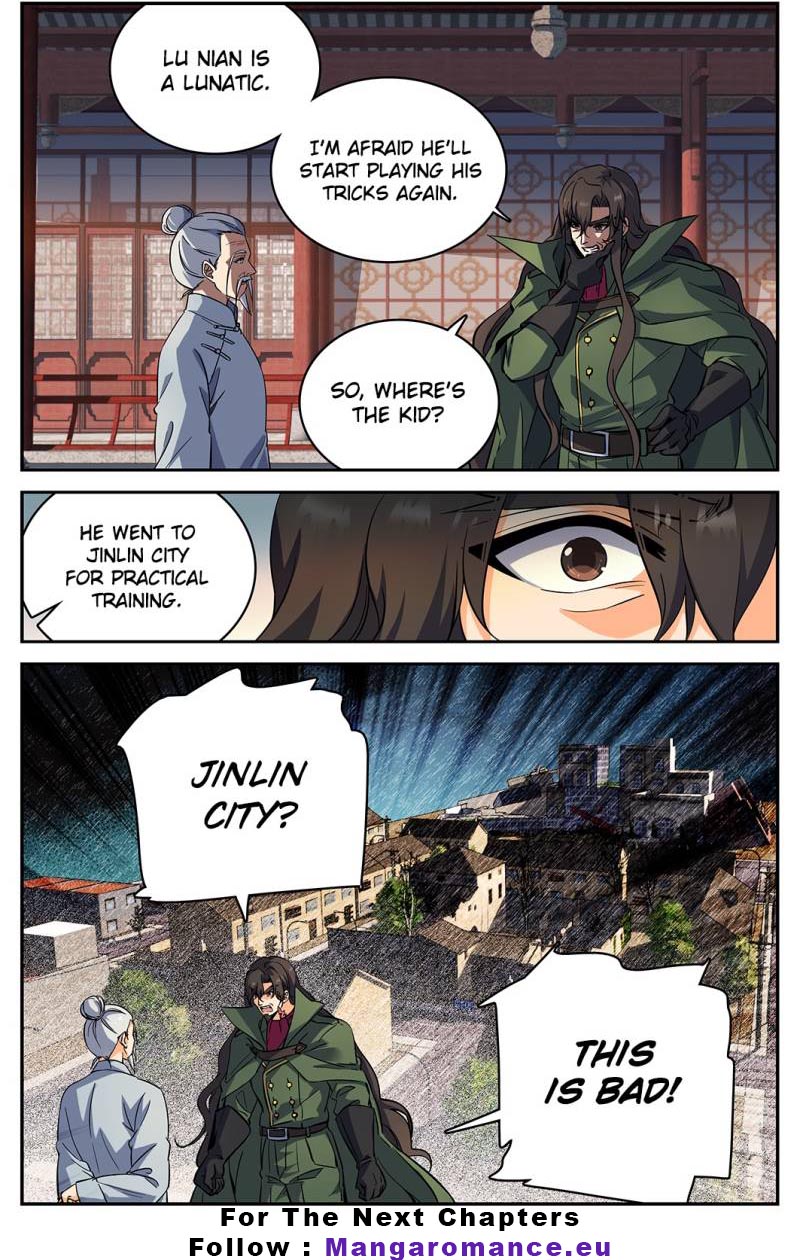 LU NIAN IS
A LUNATIC.
I'M AFRAID HE'LL
START PLAYING HIS
TRICKS AGAIN.
SO, WHERE'S
THE KID?
HE WENT TO
JINLIN CITY
FOR PRACTICAL
TRAINING.
JINLIN
CITY?
THIS
IS BAD!
For The Next Chapters
Follow : Mangaromance.eu